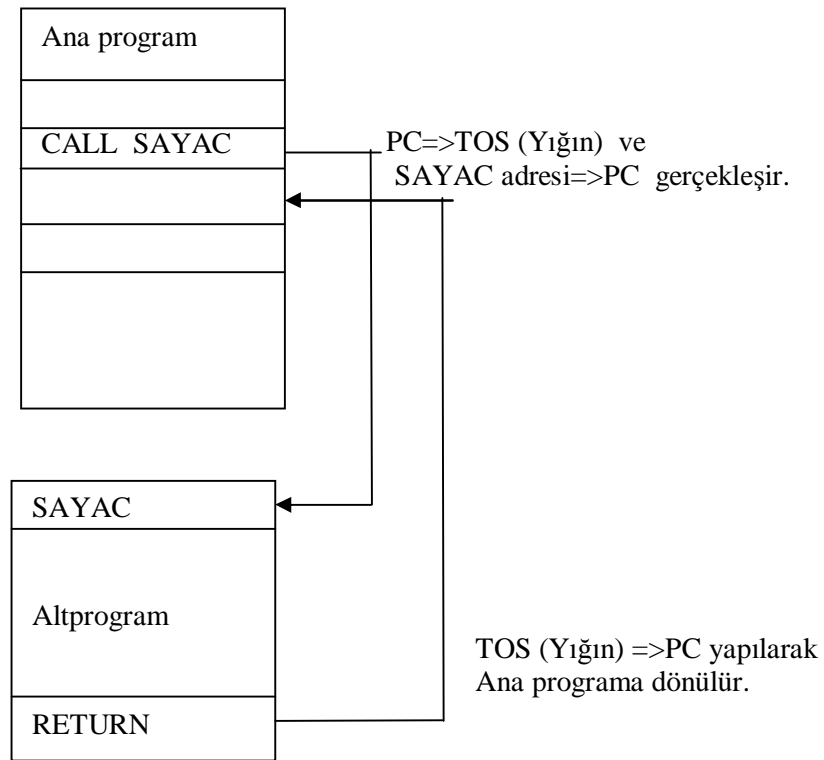 Ana program
CALL SAYAC
PC=>TOS (Yığın) ve
SAYAC adresi=>PC gerçekleşir.
SAYAC
Altprogram
TOS (Yığın) =>PC yapılarak
Ana programa dönülür.
RETURN